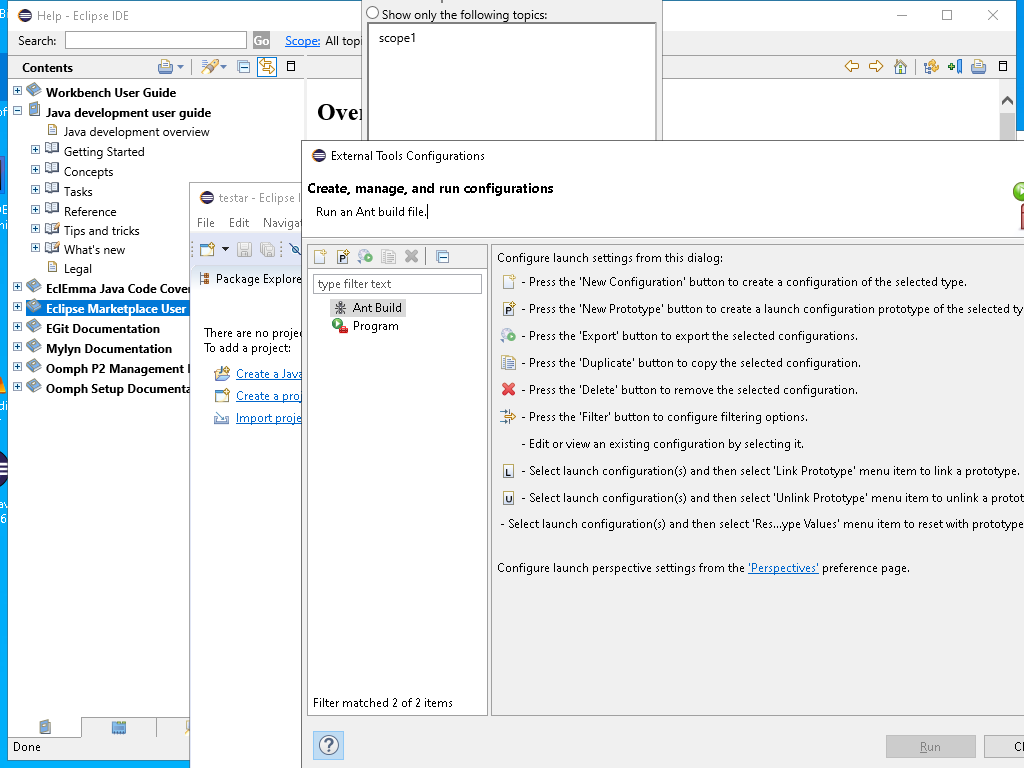 Help - Eclipse IDE
Show only the following topics:
Search:
Go
Scope:
All topi
scope1
Contents
Workbench User Guide
Java development user guide
Java development overview
Getting Started
Concepts
Tasks
Reference
Tips and tricks
What's new
Legal
EclEmma Java Code Cover
Eclipse Marketplace User
EGit Documentation
Mylyn Documentation
Oomph P2 Management
Oomph Setup Documenta
Done
testar - Eclipse I
File Edit Navigat
Package Explore
There are no projec
To add a project:
Create a Java
Create a proj
Import proje
External Tools Configurations
Create, manage, and run configurations
Run an Ant build file.
type filter text
Ant Build
Program
Filter matched 2 of 2 items
Configure launch settings from this dialog:
- Press the 'New Configuration' button to create a configuration of the selected type.
- Press the 'New Prototype' button to create a launch configuration prototype of the selected ty
- Press the 'Export' button to export the selected configurations.
- Press the 'Duplicate' button to copy the selected configuration.
- Press the 'Delete' button to remove the selected configuration.
- Press the 'Filter' button to configure filtering options.
- Edit or view an existing configuration by selecting it.
- Select launch configuration(s) and then select 'Link Prototype' menu item to link a prototype.
- Select launch configuration(s) and then select 'Unlink Prototype' menu item to unlink a protot
- Select launch configuration(s) and then select 'Res...ype Values' menu item to reset with prototype
Configure launch perspective settings from the 'Perspectives' preference page.
Run